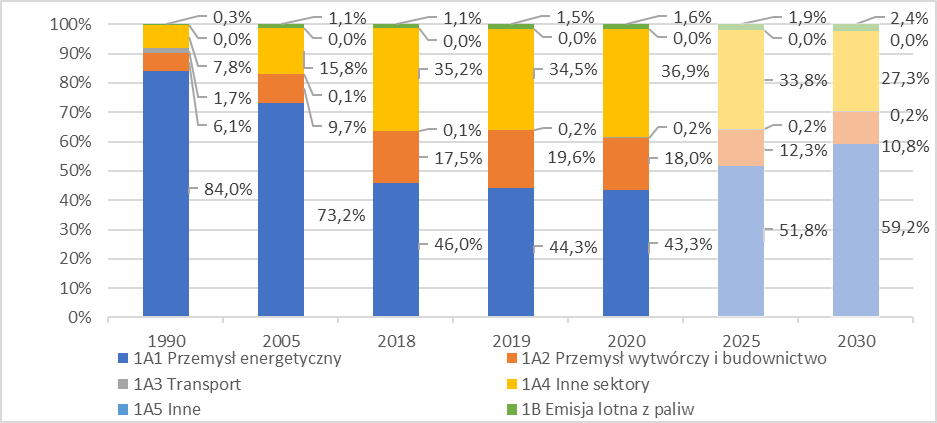 100% 0,3% 1,1% 1,1% 1,5% 1,6% 1,9% 2,4%
90% 0,0% 0,0% 0,0% 0,0% 0,0% 0,0% 0,0%
80% 7,8% 15,8% 35,2% 34,5% 36,9% 33,8% 27,3%
70% 1,7% 0,1% 0,1% 0,2% 0,2% 0,2% 0,2%
60% 6,1% 9,7% 17,5% 19,6% 18,0% 12,3% 10,8%
50%
40% 84,0% 73,2% 46,0% 44,3% 43,3% 51,8% 59,2%
30%
20%
10%
0%
1990 2005 2018 2019 2020 2025 2030
1A1 Przemysł energetyczny 1A2 Przemysł wytwórczy i budownictwo
1A3 Transport 1A4 Inne sektory
1A5 Inne 1B Emisja lotna z paliw